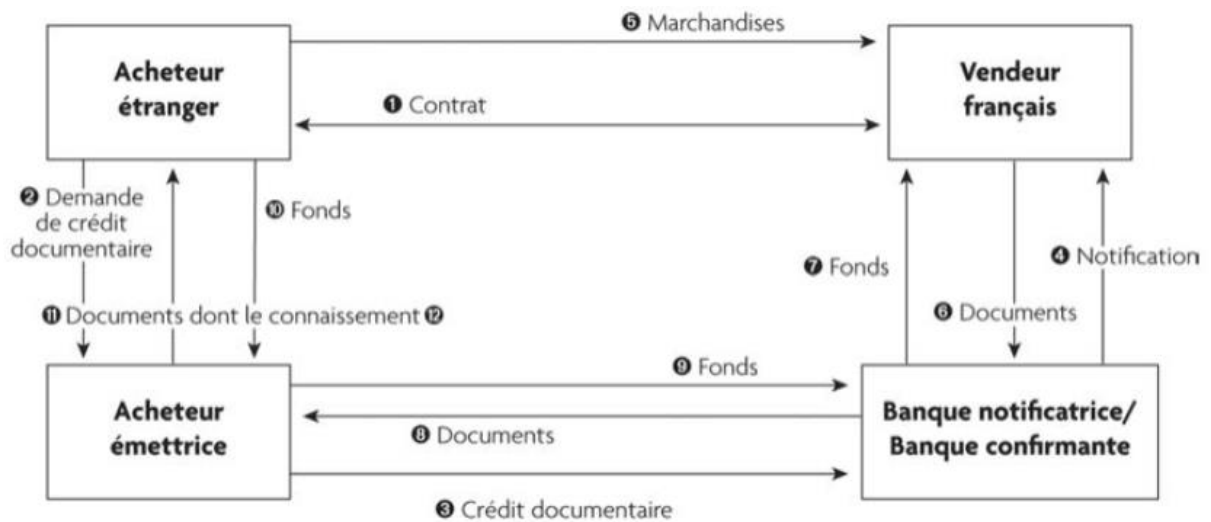 ❺ Marchandises
Acheteur
étranger
Vendeur
français
❶ Contrat
❷ Demande
de crédit
documentaire
❿ Fonds
❼ Fonds
❹ Notification
❻ Documents
⓫ Documents dont le connaissement ⓬
❾ Fonds
Acheteur
émettrice
Banque notificatrice/
Banque confirmante
❽ Documents
❸ Crédit documentaire